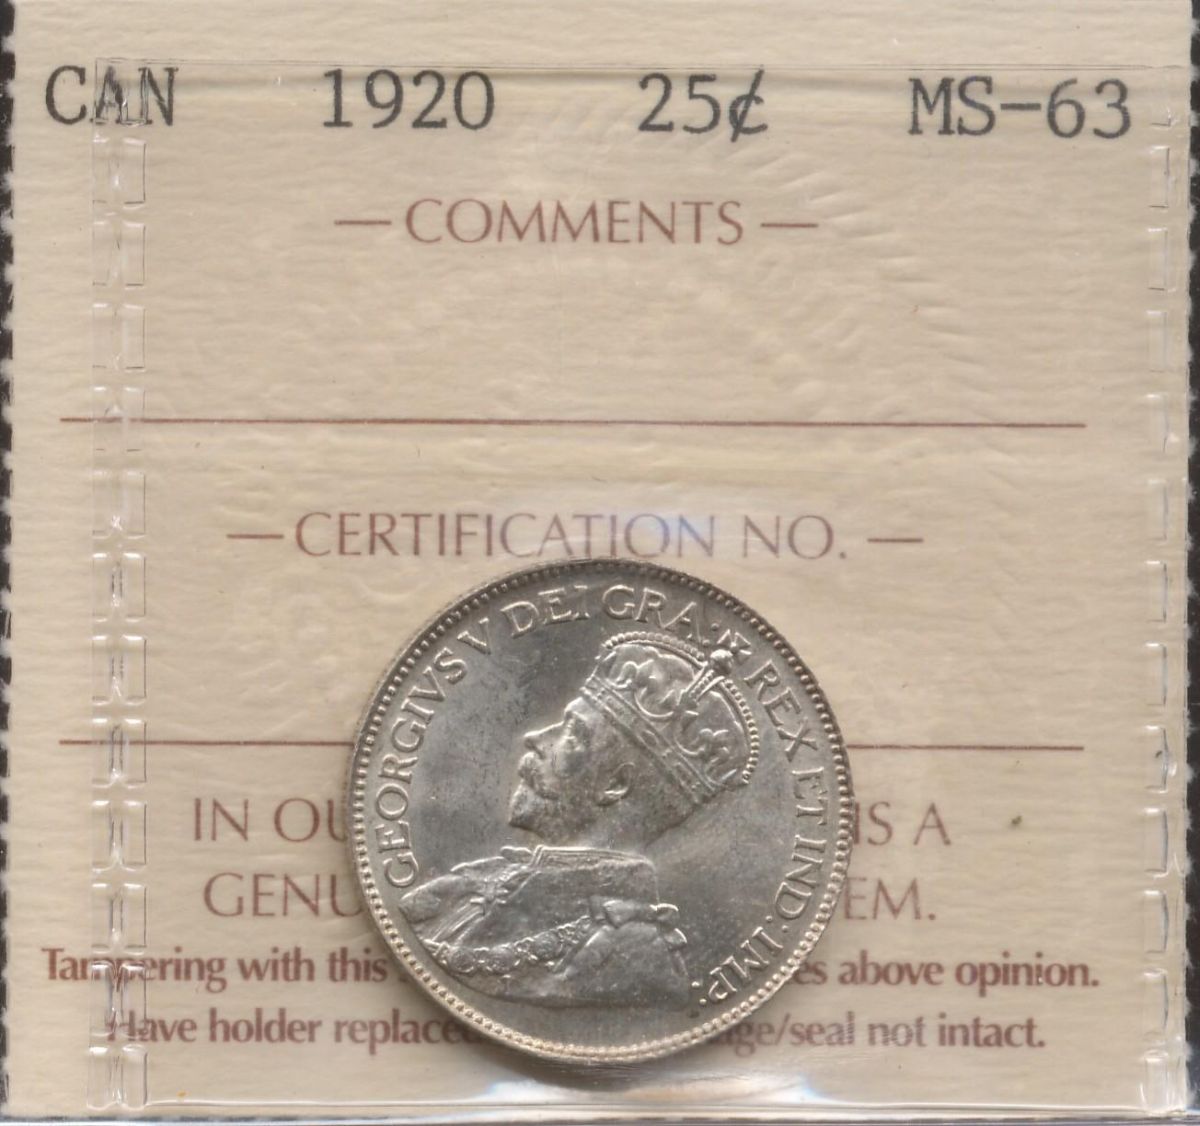 CAN 1920 25¢ MS-63
— COMMENTS —
— CERTIFICATION NO. —
GEORGIVS V DEI GRA: REX ET IND: IMP:
IN OU IS A
GENU EM.
Tampering with this es above opinion.
Have holder replaced ge/seal not intact.